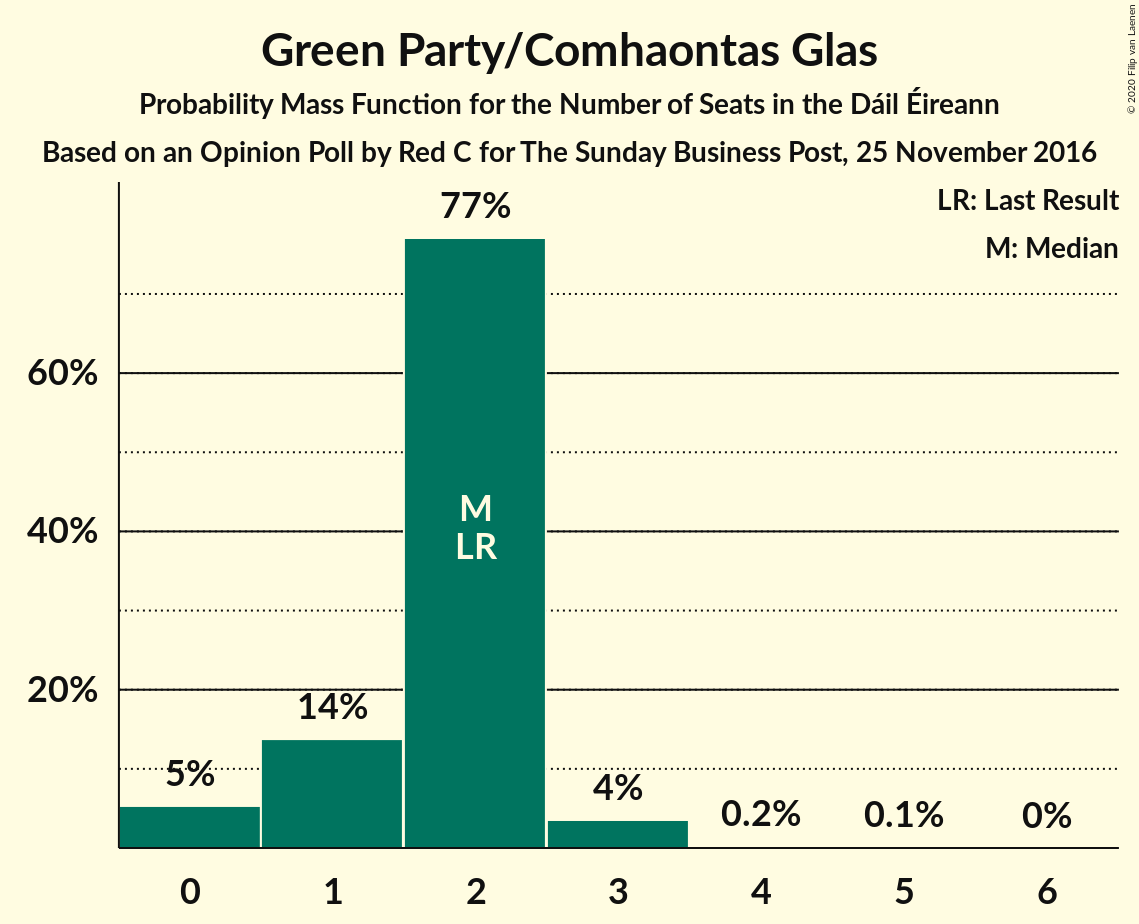 Green Party/Comhaontas Glas
Probability Mass Function for the Number of Seats in the Dáil Éireann
Based on an Opinion Poll by Red C for The Sunday Business Post, 25 November 2016
© 2020 Filip van Laenen
LR: Last Result
M: Median
77%
60%
M
40%
LR
20%
14%
5%
4%
0.2%
0.1%
0%
0 1 2 3 4 5 6